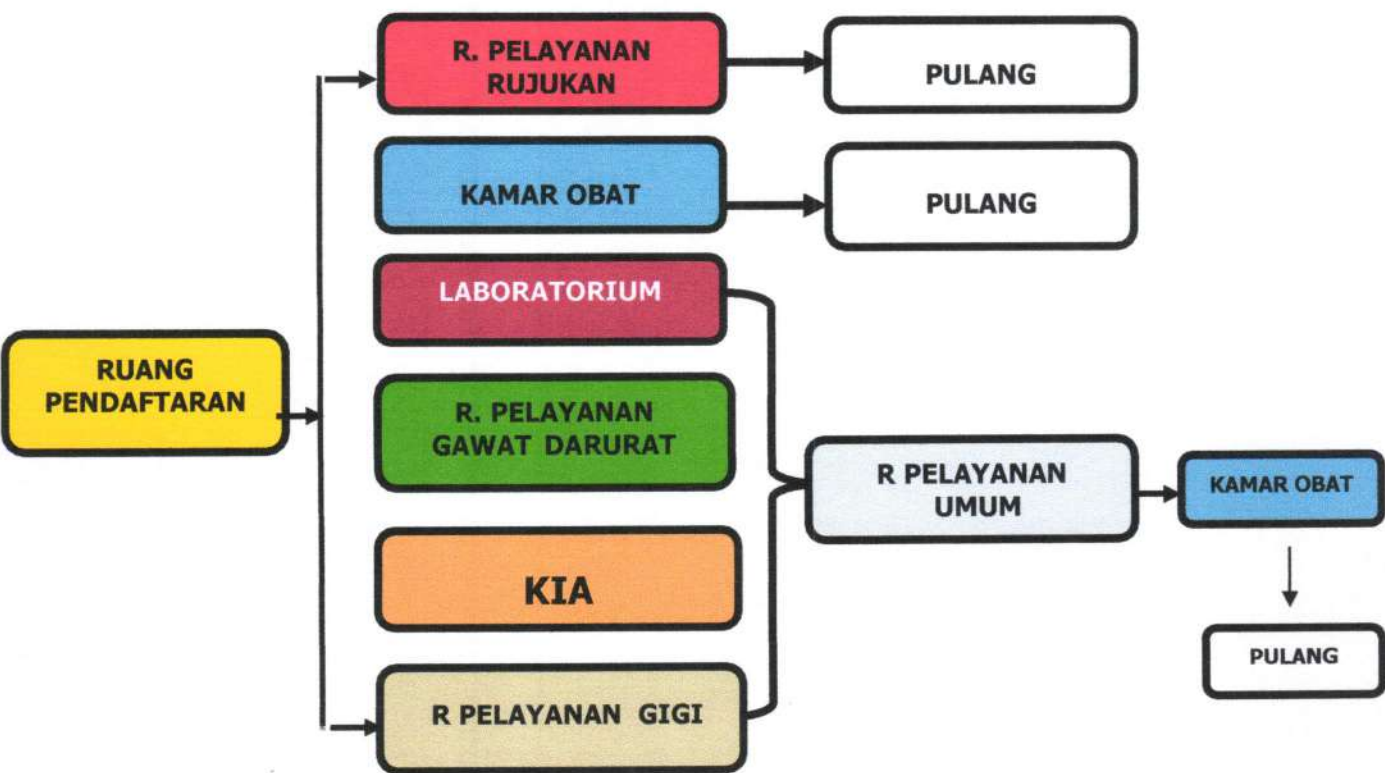 R. PELAYANAN
RUJUKAN
PULANG
KAMAR OBAT
PULANG
LABORATORIUM
RUANG
PENDAFTARAN
R. PELAYANAN
GAWAT DARURAT
R PELAYANAN
UMUM
KAMAR OBAT
KIA
PULANG
R PELAYANAN GIGI